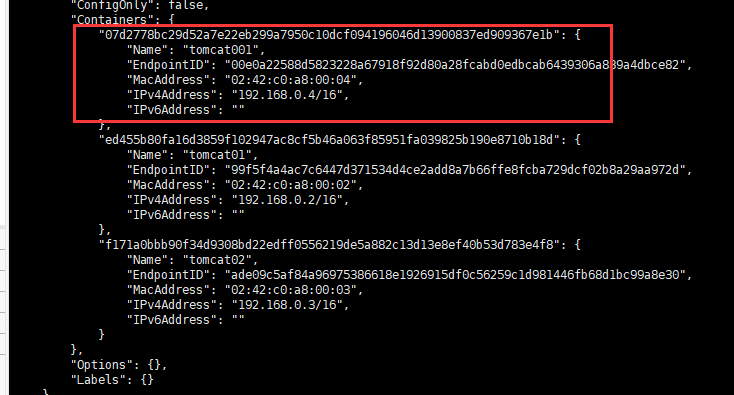 "ConfigOnly": false,
"Containers": {
"07d2778bc29d52a7e22eb299a7950c10dcf094196046d13900837ed909367e1b": {
"Name": "tomcat001",
"EndpointID": "00e0a22588d5823228a67918f92d80a28fcabd0edbcab6439306a839a4dbce82",
"MacAddress": "02:42:c0:a8:00:04",
"IPv4Address": "192.168.0.4/16",
"IPv6Address": ""
},
"ed455b80fa16d3859f102947ac8cf5b46a063f85951fa039825b190e8710b18d": {
"Name": "tomcat01",
"EndpointID": "99f5f4a4ac7c6447d371534d4ce2add8a7b66ffe8fcba729dcf02b8a29aa972d",
"MacAddress": "02:42:c0:a8:00:02",
"IPv4Address": "192.168.0.2/16",
"IPv6Address": ""
},
"f171a0bbb90f34d9308bd22edff0556219de5a882c13d13e8ef40b53d783e4f8": {
"Name": "tomcat02",
"EndpointID": "ade09c5af84a96975386618e1926915df0c56259c1d981446fb68d1bc99a8e30",
"MacAddress": "02:42:c0:a8:00:03",
"IPv4Address": "192.168.0.3/16",
"IPv6Address": ""
}
},
"Options": {},
"Labels": {}
}